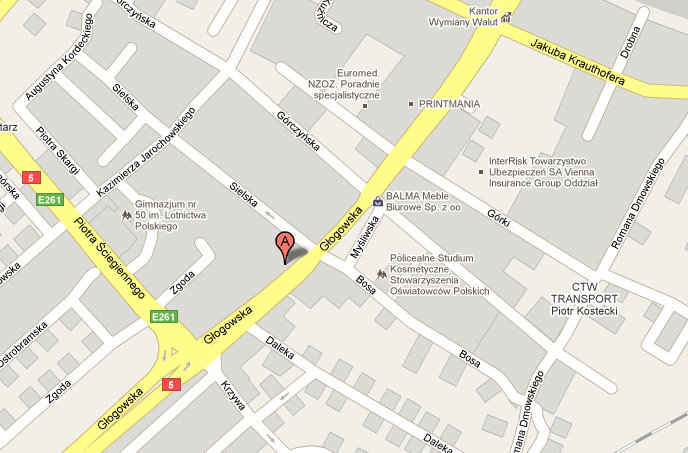 Kantor
Wymiany Walut
Jakuba Krauthofera
Drobna
Augustyna Kordeckiego
Sielska
Euromed.
NZOZ. Poradnie
specjalistyczne
PRINTMANIA
Piotra Skargi
Kazimierza Jarochowskiego
Górczyńska
InterRisk Towarzystwo
Ubezpieczeń SA Vienna
Insurance Group Oddział
Romana Dmowskiego
5
E261
Sielska
BALMA Meble
Biurowe Sp. z oo
Gimnazjum nr
50 im. Lotnictwa
Polskiego
Górki
Głogowska
Myśliwska
A
Piotra Ściegiennego
Policealne Studium
Kosmetyczne
Stowarzyszenia
Oświatowców Polskich
Zgoda
Bosa
CTW
TRANSPORT
Piotr Kostecki
E261
Głogowska
Ostrobramska
Daleka
Bosa
Zgoda
5
Głogowska
Krzywa
Romana Dmowskiego
Daleka